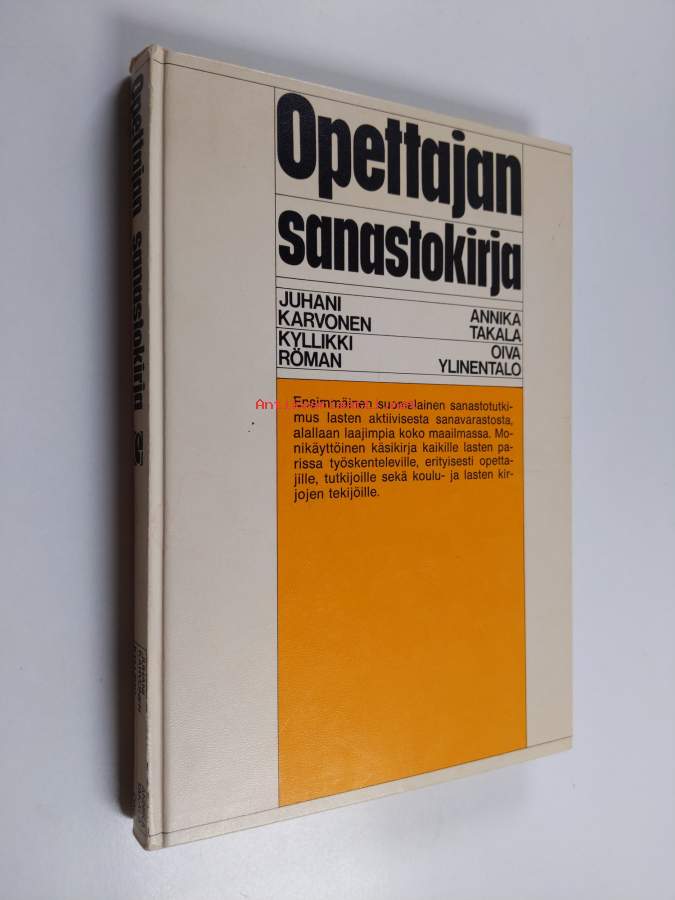 Opettajan
sanastokirja
JUHANI
KARVONEN
KYLLIKKI
RÖMAN
ANNIKA
TAKALA
OIVA
YLINENTALO
Ensimmäinen suomalainen sanastotutki-
mus lasten aktiivisesta sanavarastosta,
alallaan laajimpia koko maailmassa. Mo-
nikäyttöinen käsikirja kaikille lasten pa-
rissa työskenteleville, erityisesti opetta-
jille, tutkijoille sekä koulu- ja lasten kir-
jojen tekijöille.
Opettajan sanastokirja